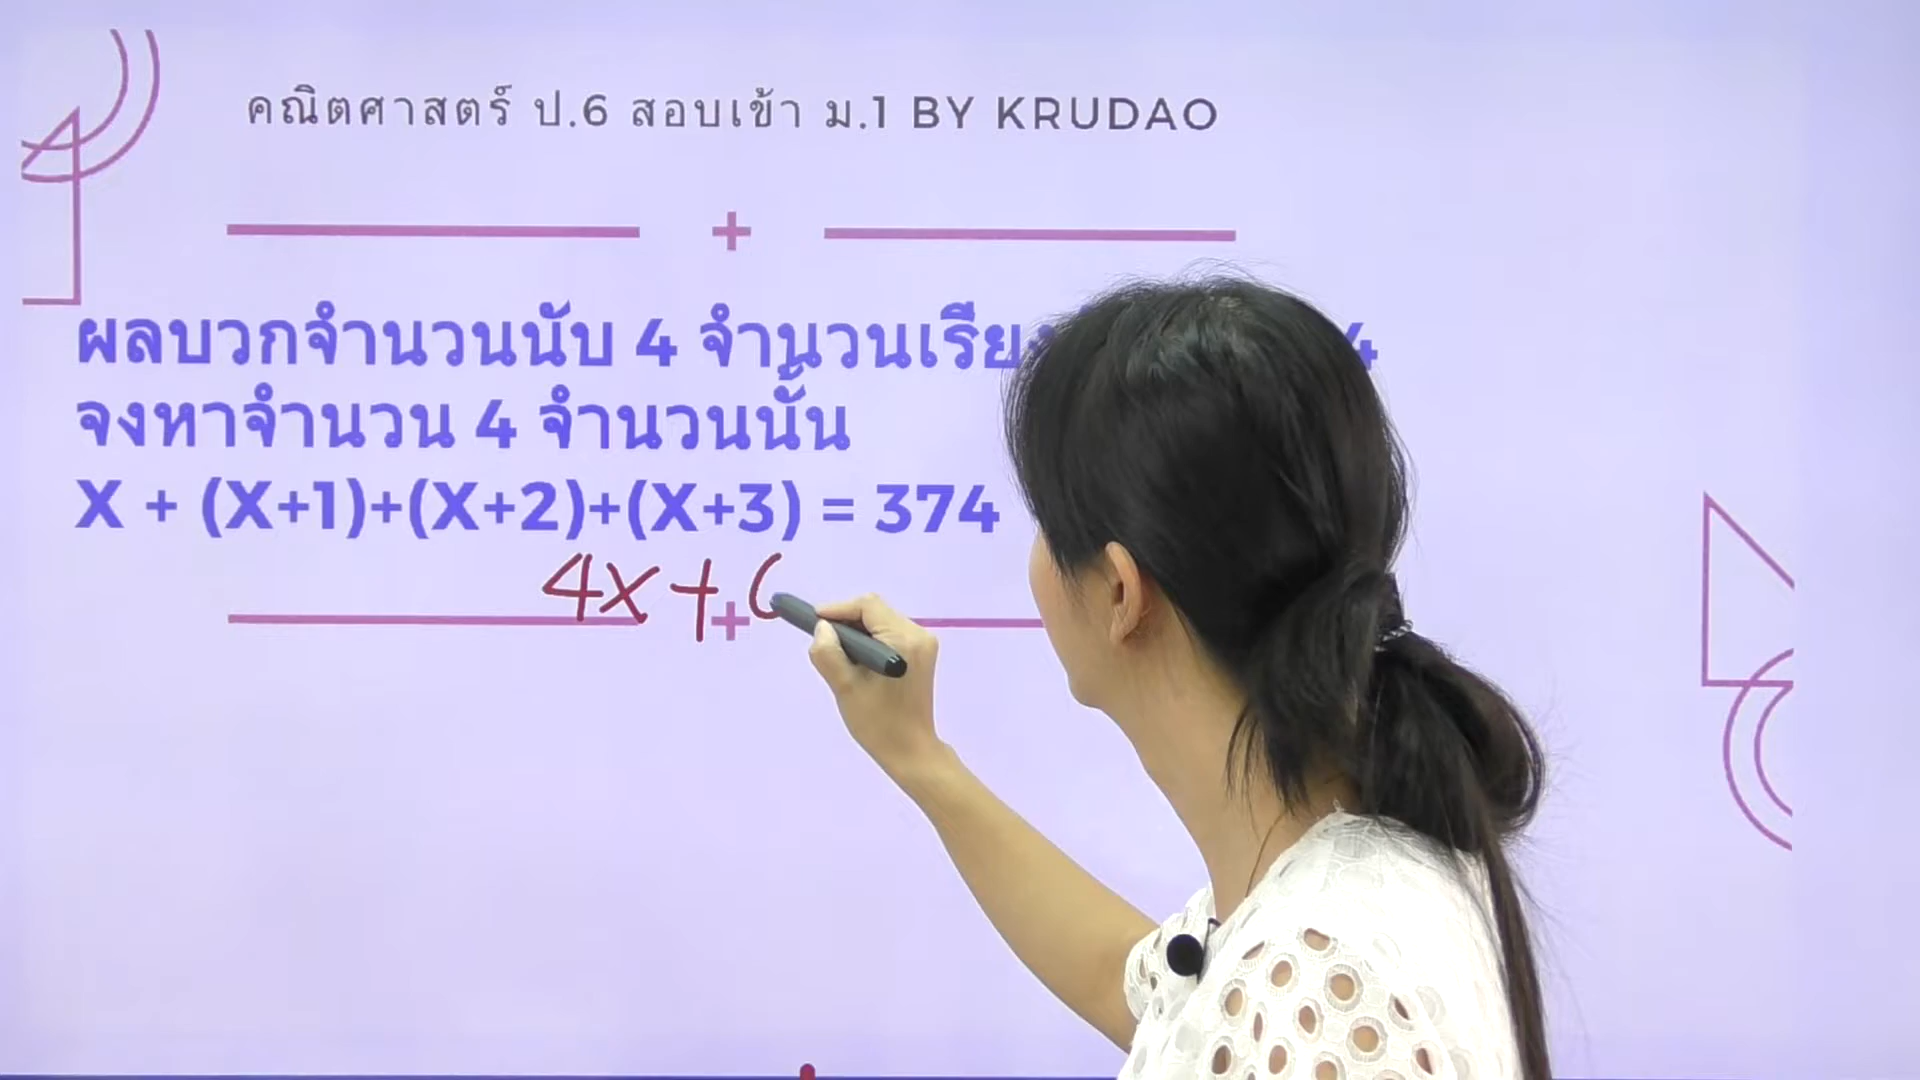 คณิตศาสตร์ ป.6 สอบเข้า ม.1 BY KRUDAO
ผลบวกจำนวนนับ 4 จำนวน 4
จงหาจำนวน 4 จำนวนนั้น
X + (X+1)+(X+2)+(X+3) = 374
4x + 6